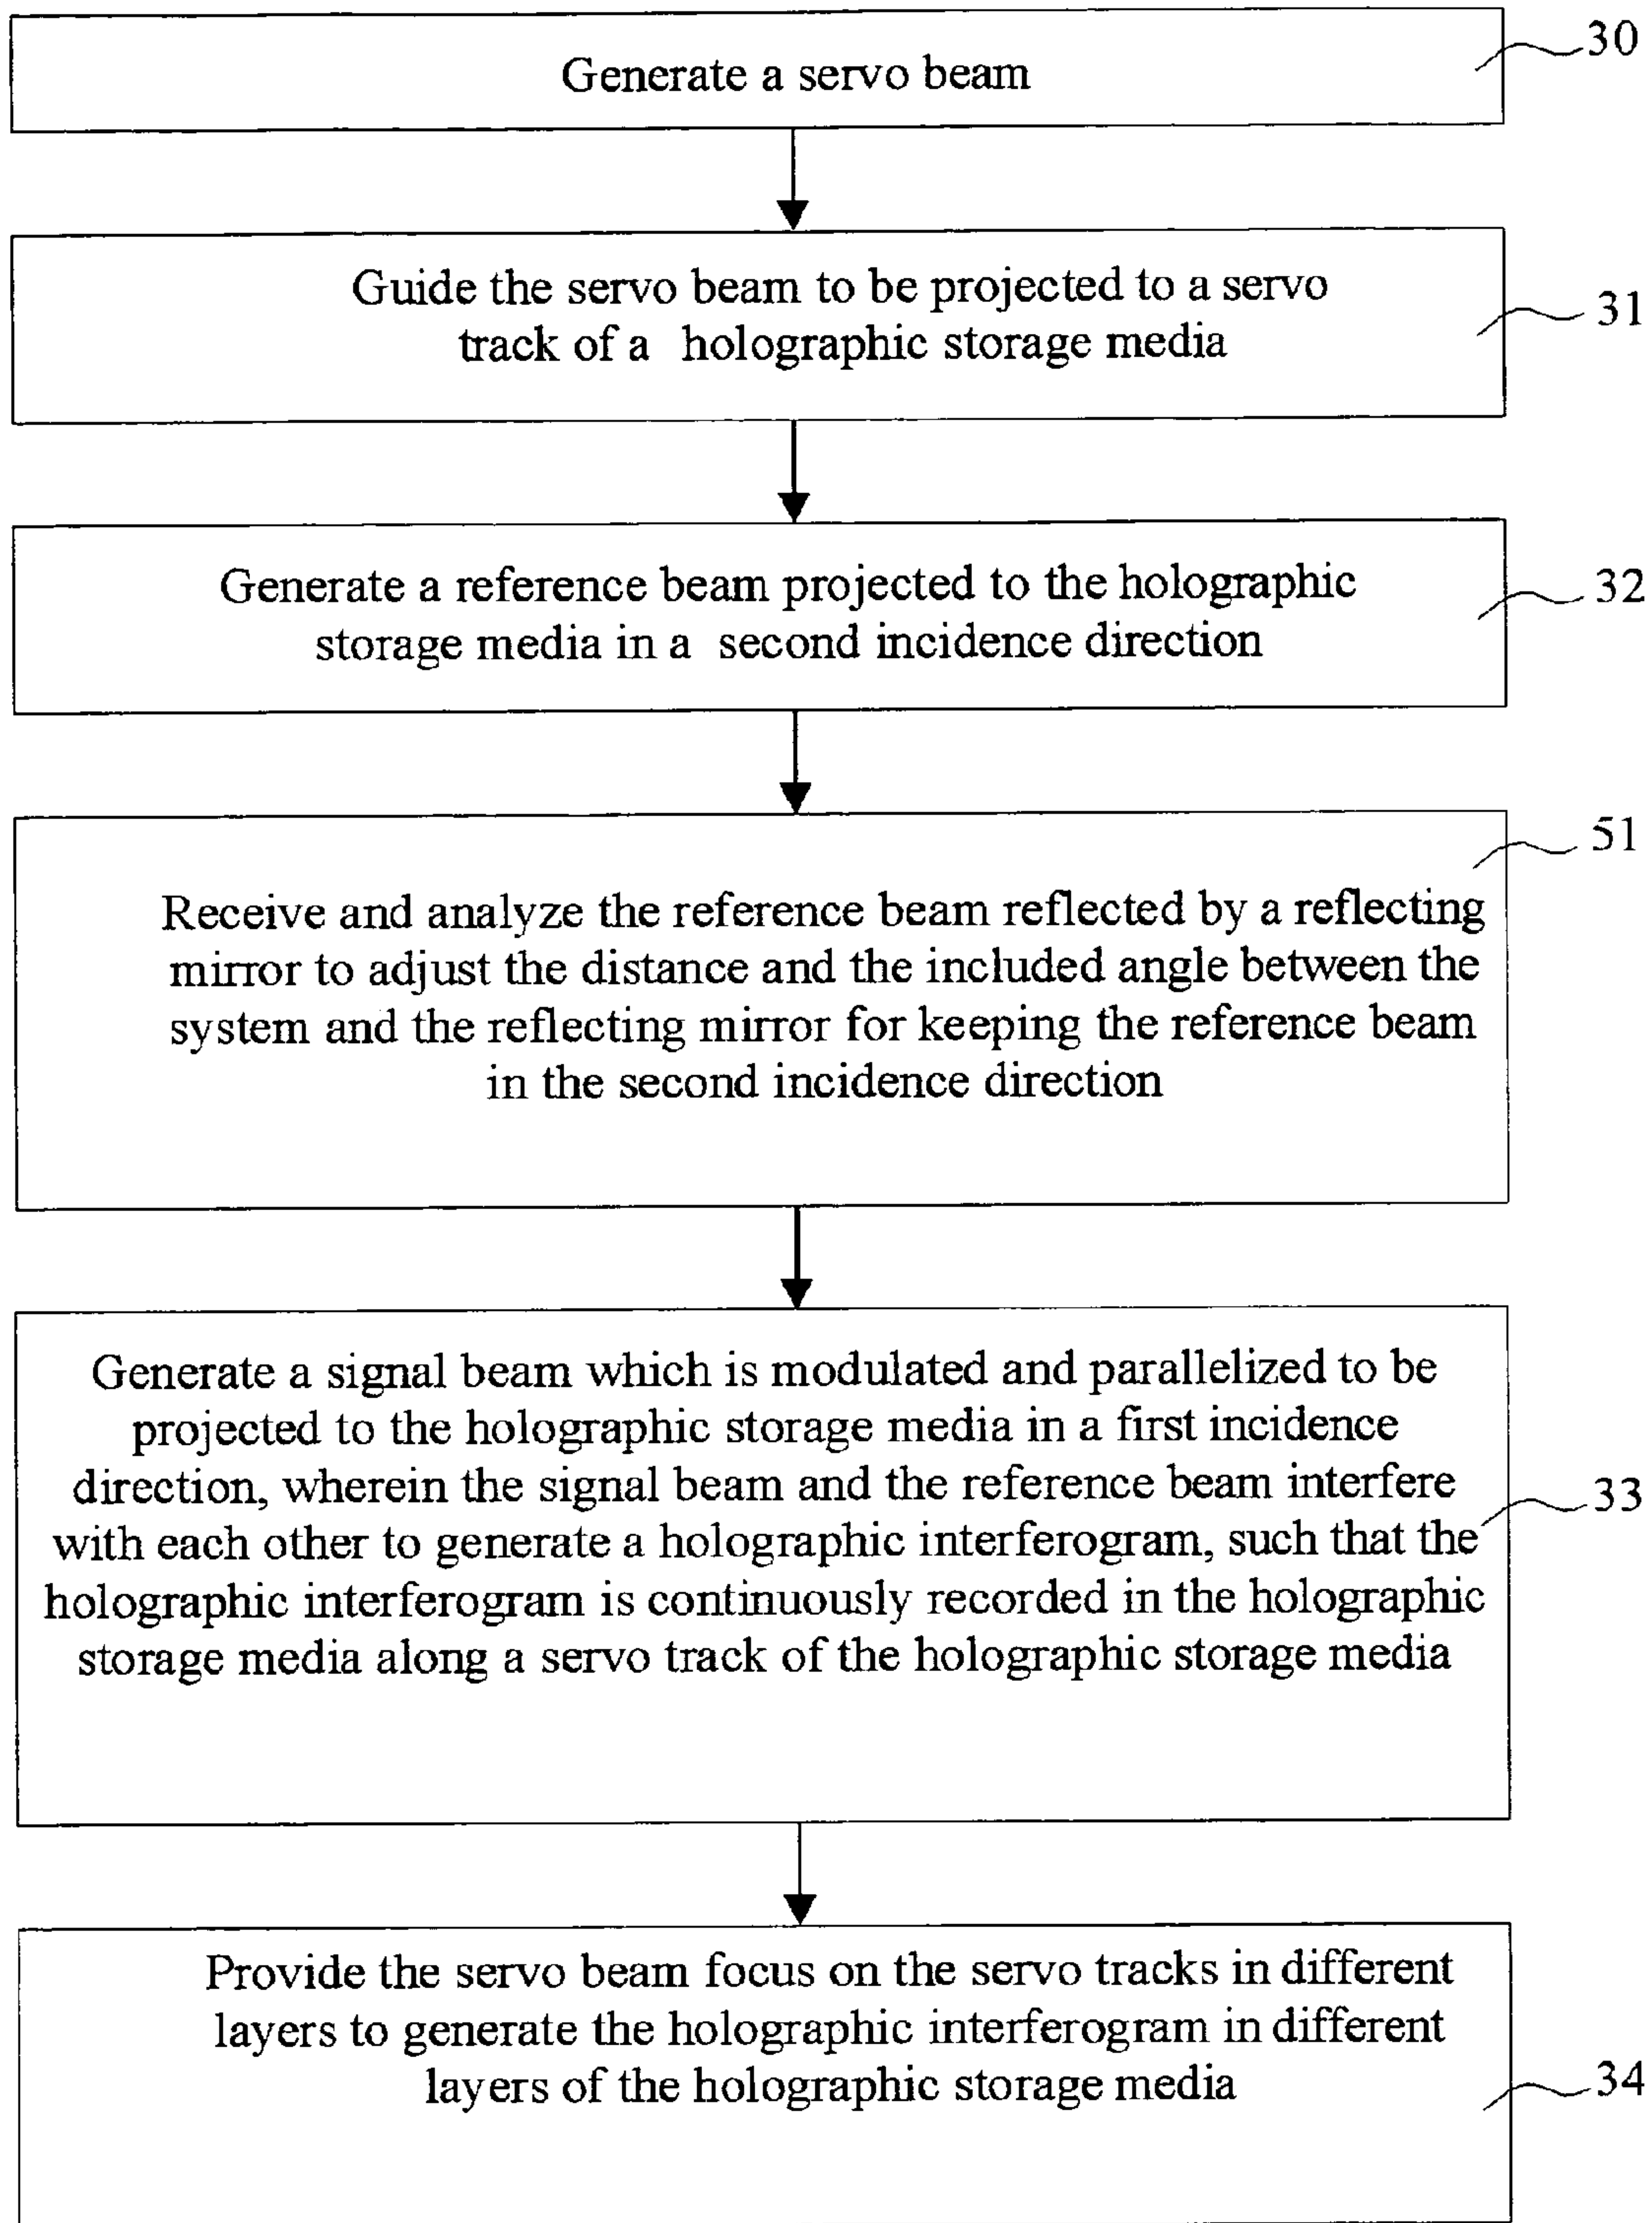 Generate a servo beam
30
Guide the servo beam to be projected to a servo
track of a holographic storage media
31
Generate a reference beam projected to the holographic
storage media in a second incidence direction
32
51
Receive and analyze the reference beam reflected by a reflecting
mirror to adjust the distance and the included angle between the
system and the reflecting mirror for keeping the reference beam
in the second incidence direction
Generate a signal beam which is modulated and parallelized to be
projected to the holographic storage media in a first incidence
direction, wherein the signal beam and the reference beam interfere
with each other to generate a holographic interferogram, such that the
holographic interferogram is continuously recorded in the holographic
storage media along a servo track of the holographic storage media
33
Provide the servo beam focus on the servo tracks in different
layers to generate the holographic interferogram in different
layers of the holographic storage media
34